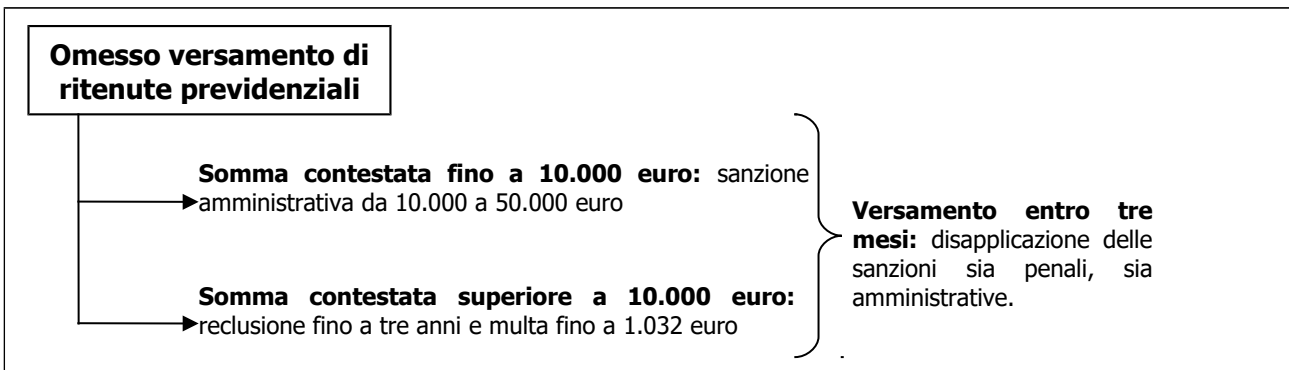 Omesso versamento di
ritenute previdenziali
Somma contestata fino a 10.000 euro: sanzione
amministrativa da 10.000 a 50.000 euro
Somma contestata superiore a 10.000 euro:
reclusione fino a tre anni e multa fino a 1.032 euro
Versamento entro tre
mesi: disapplicazione delle
sanzioni sia penali, sia
amministrative.
.